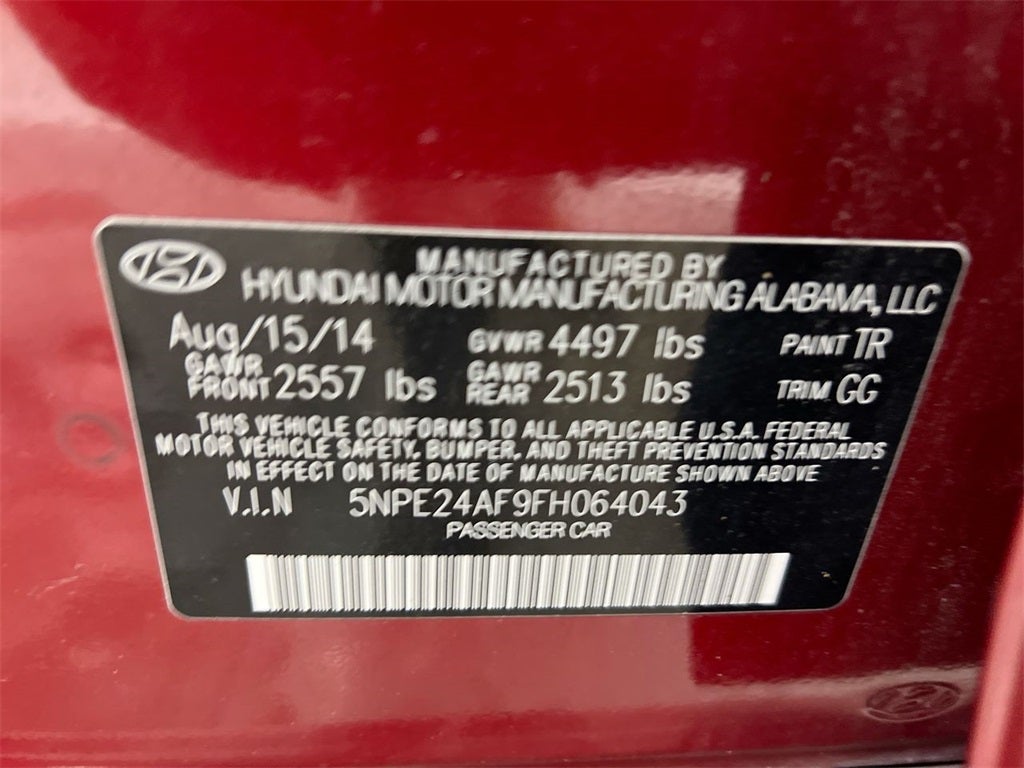 MANUFACTURED BY
HYUNDAI MOTOR MANUFACTURING ALABAMA, LLC
Aug/15/14 GVWR 4497 lbs PAINT TR
GAWR FRONT 2557 lbs GAWR REAR 2513 lbs TRIM GG
THIS VEHICLE CONFORMS TO ALL APPLICABLE U.S.A. FEDERAL
MOTOR VEHICLE SAFETY, BUMPER, AND THEFT PREVENTION STANDARDS
IN EFFECT ON THE DATE OF MANUFACTURE SHOWN ABOVE
V.I.N 5NPE24AF9FH064043
PASSENGER CAR